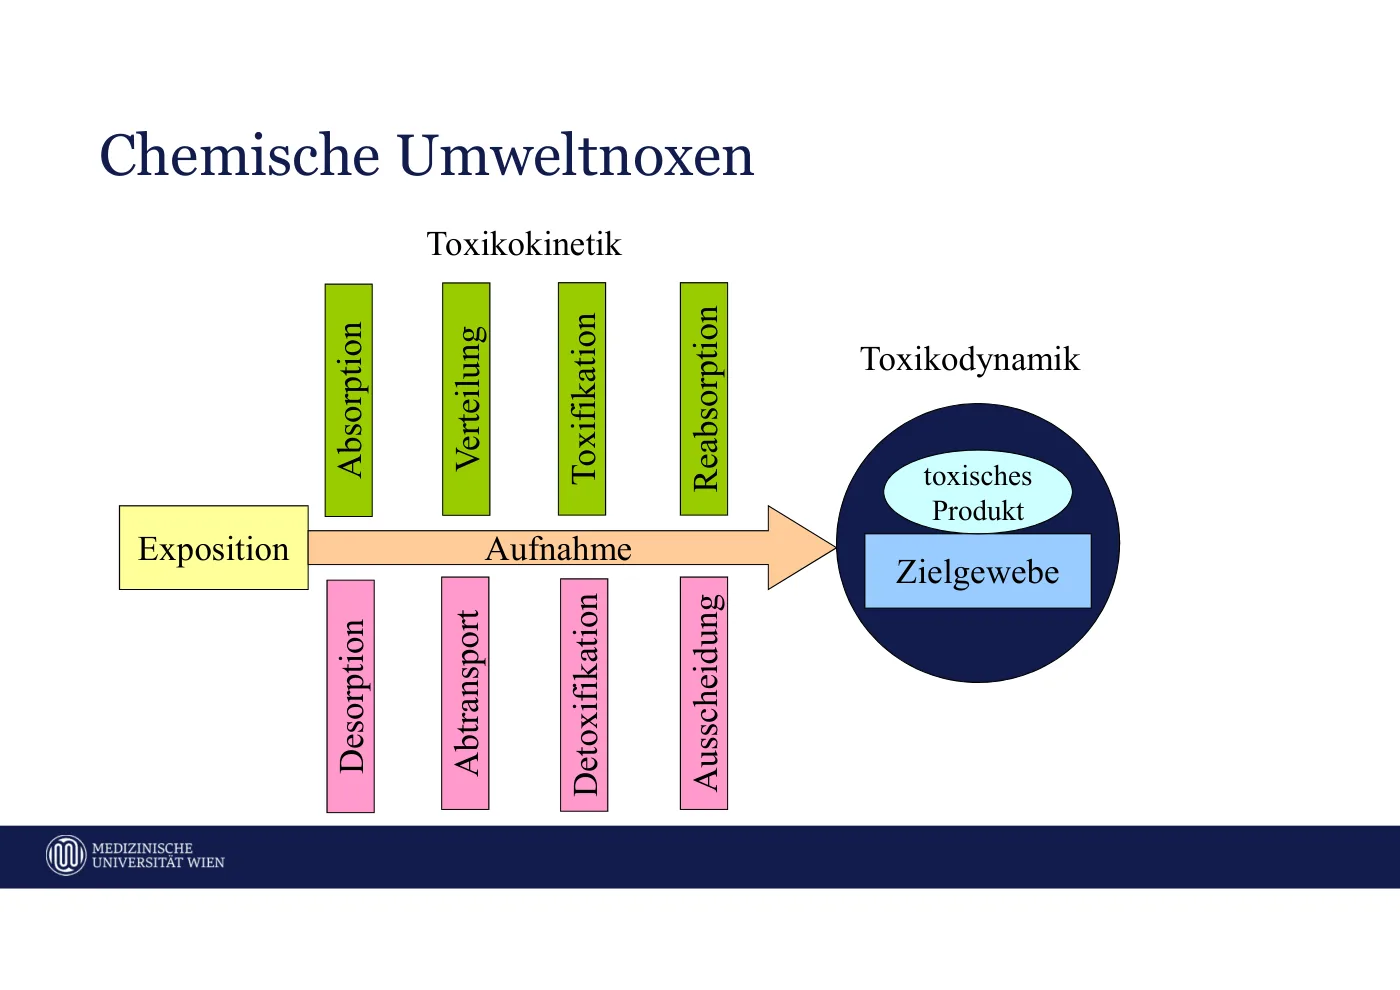 Chemische Umweltnoxen
Toxikokinetik
Absorption
Verteilung
Toxifikation
Reabsorption
Toxikodynamik
toxisches
Produkt
Exposition
Aufnahme
Zielgewebe
Desorption
Abtransport
Detoxifikation
Ausscheidung
MEDIZINISCHE
UNIVERSITÄT WIEN